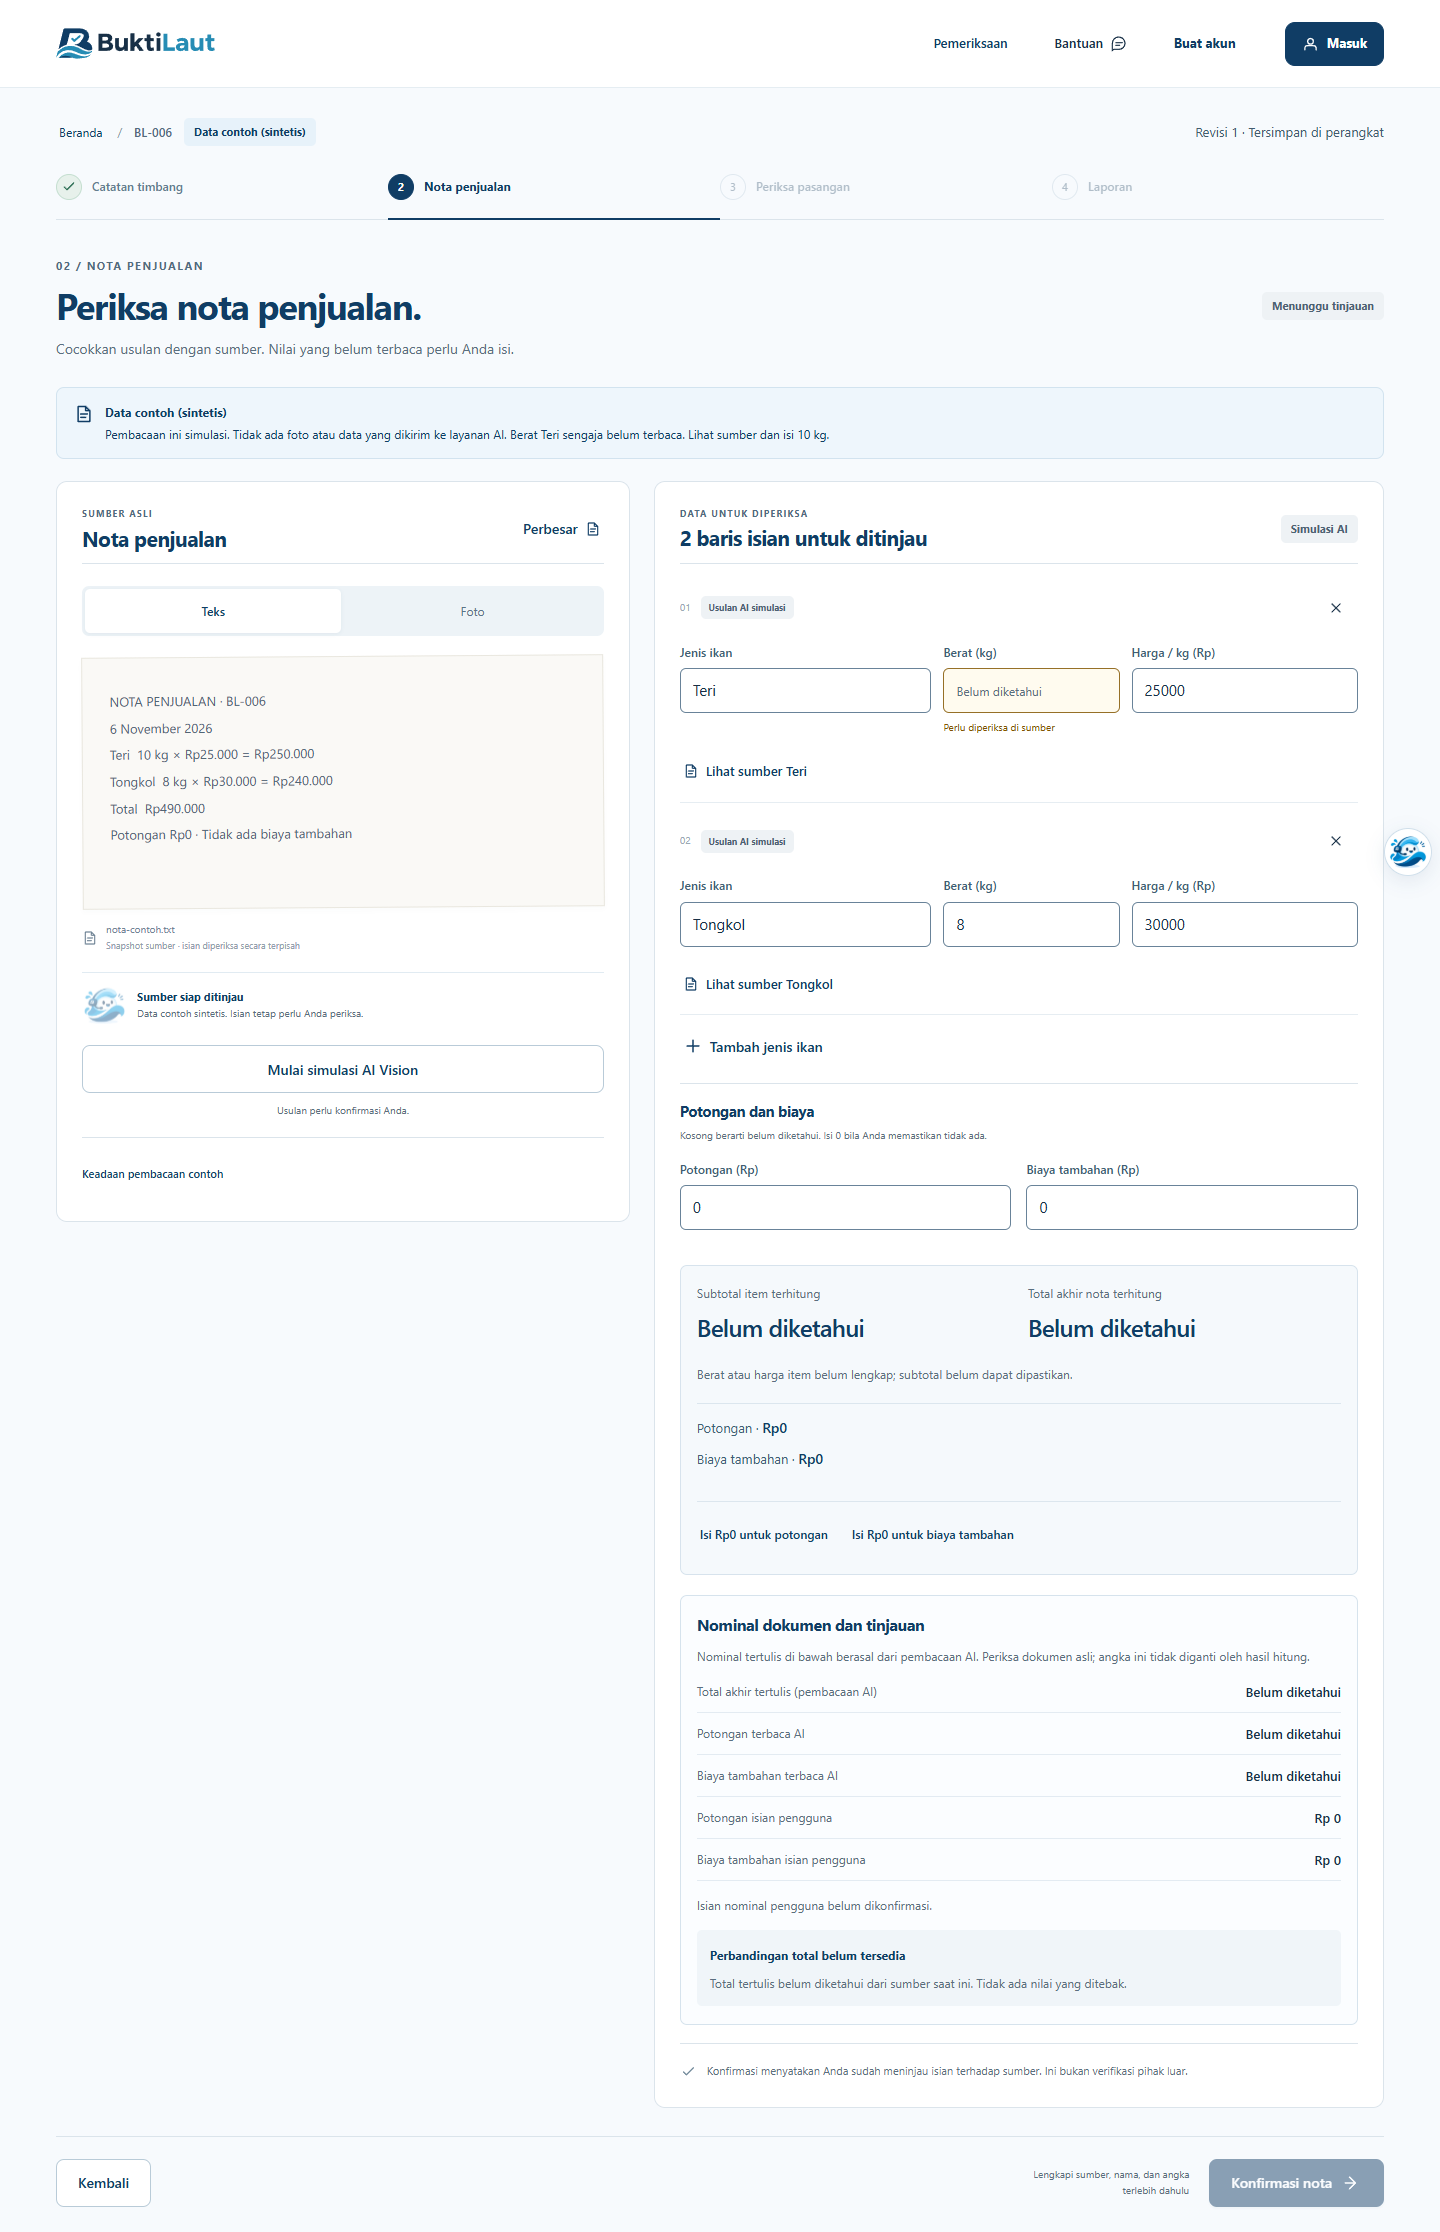 BuktiLaut
Pemeriksaan
Bantuan
Buat akun
Masuk
Beranda / BL-006 Data contoh (sintetis)
Revisi 1 · Tersimpan di perangkat
Catatan timbang
2 Nota penjualan
3 Periksa pasangan
4 Laporan
02 / NOTA PENJUALAN
Periksa nota penjualan.
Menunggu tinjauan
Cocokkan usulan dengan sumber. Nilai yang belum terbaca perlu Anda isi.
Data contoh (sintetis)
Pembacaan ini simulasi. Tidak ada foto atau data yang dikirim ke layanan AI. Berat Teri sengaja belum terbaca. Lihat sumber dan isi 10 kg.
SUMBER ASLI
Nota penjualan
Perbesar
Teks
Foto
NOTA PENJUALAN · BL-006
6 November 2026
Teri 10 kg × Rp25.000 = Rp250.000
Tongkol 8 kg × Rp30.000 = Rp240.000
Total Rp490.000
Potongan Rp0 · Tidak ada biaya tambahan
nota-contoh.txt
Snapshot sumber · isian diperiksa secara terpisah
Sumber siap ditinjau
Data contoh sintetis. Isian tetap perlu Anda periksa.
Mulai simulasi AI Vision
Usulan perlu konfirmasi Anda.
Keadaan pembacaan contoh
DATA UNTUK DIPERIKSA
2 baris isian untuk ditinjau
Simulasi AI
01 Usulan AI simulasi
Jenis ikan
Berat (kg)
Harga / kg (Rp)
Teri
Belum diketahui
25000
Perlu diperiksa di sumber
Lihat sumber Teri
02 Usulan AI simulasi
Jenis ikan
Berat (kg)
Harga / kg (Rp)
Tongkol
8
30000
Lihat sumber Tongkol
Tambah jenis ikan
Potongan dan biaya
Kosong berarti belum diketahui. Isi 0 bila Anda memastikan tidak ada.
Potongan (Rp)
Biaya tambahan (Rp)
0
0
Subtotal item terhitung
Total akhir nota terhitung
Belum diketahui
Belum diketahui
Berat atau harga item belum lengkap; subtotal belum dapat dipastikan.
Potongan · Rp0
Biaya tambahan · Rp0
Isi Rp0 untuk potongan
Isi Rp0 untuk biaya tambahan
Nominal dokumen dan tinjauan
Nominal tertulis di bawah berasal dari pembacaan AI. Periksa dokumen asli; angka ini tidak diganti oleh hasil hitung.
Total akhir tertulis (pembacaan AI) Belum diketahui
Potongan terbaca AI Belum diketahui
Biaya tambahan terbaca AI Belum diketahui
Potongan isian pengguna Rp 0
Biaya tambahan isian pengguna Rp 0
Isian nominal pengguna belum dikonfirmasi.
Perbandingan total belum tersedia
Total tertulis belum diketahui dari sumber saat ini. Tidak ada nilai yang ditebak.
Konfirmasi menyatakan Anda sudah meninjau isian terhadap sumber. Ini bukan verifikasi pihak luar.
Kembali
Lengkapi sumber, nama, dan angka
terlebih dahulu
Konfirmasi nota